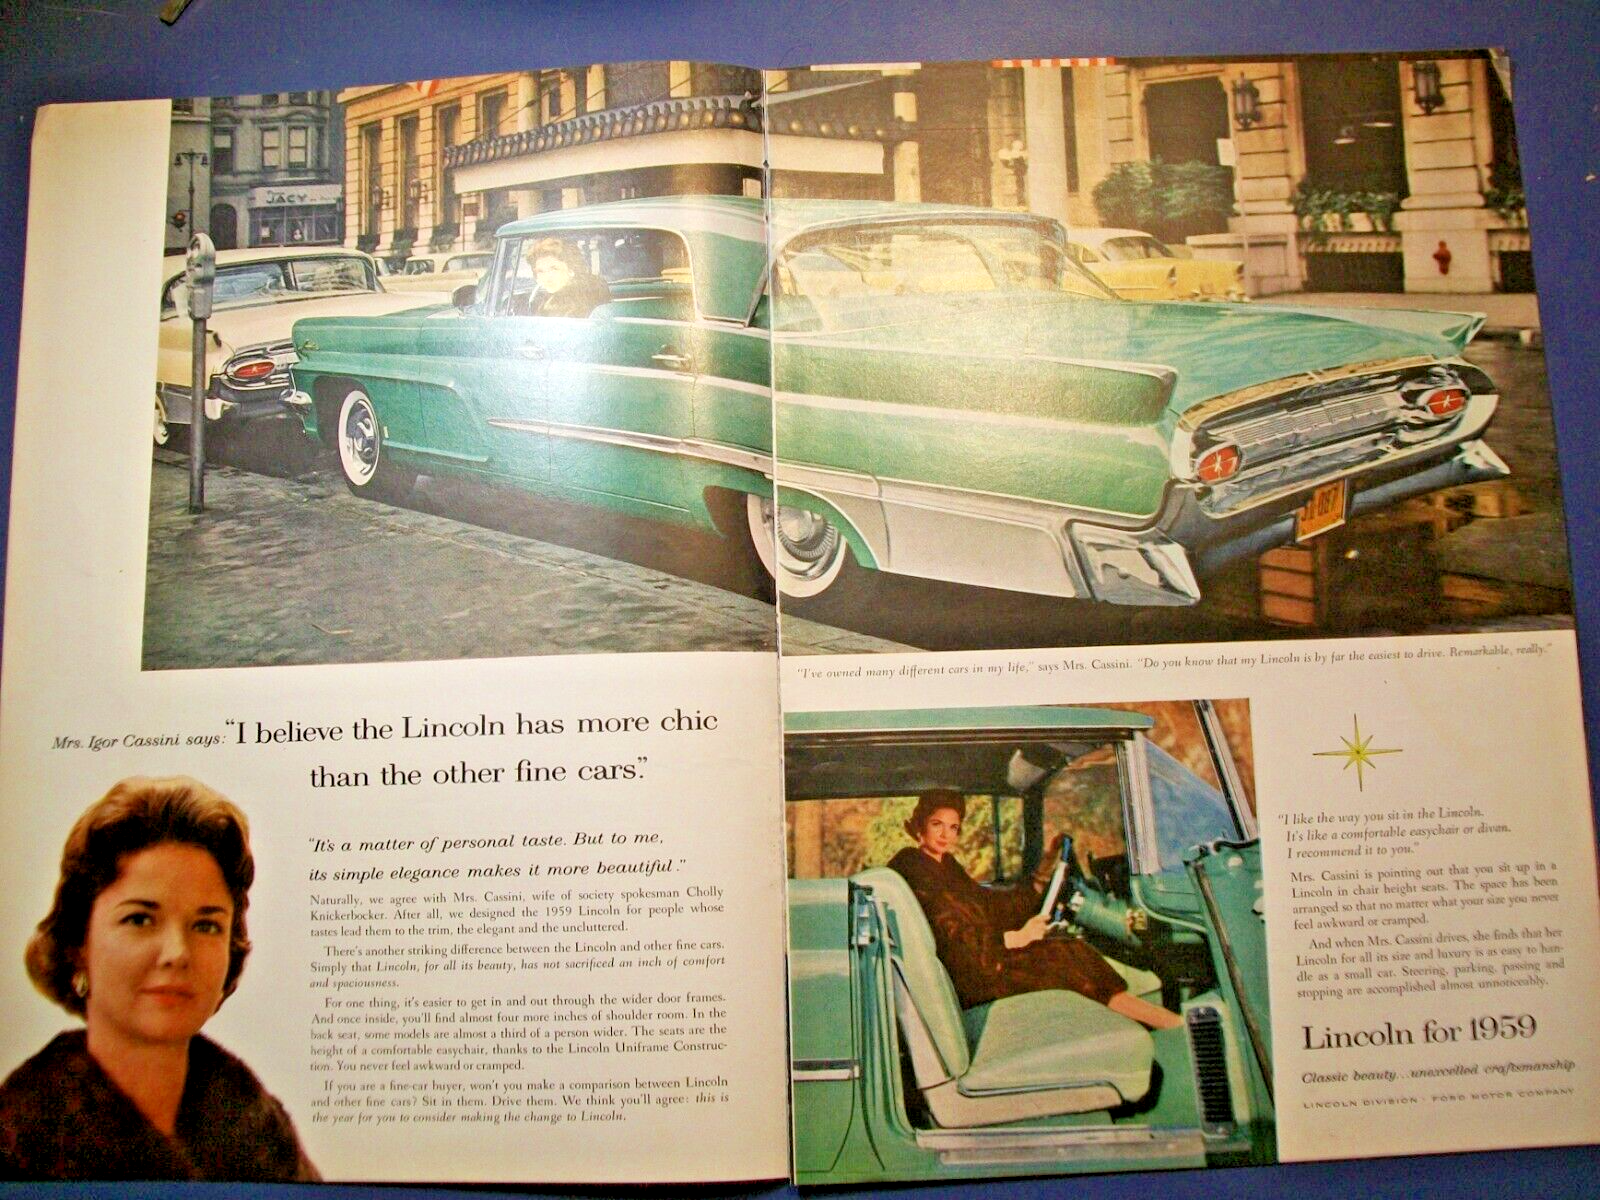 JACY
"I've owned many different cars in my life," says Mrs. Cassini. "Do you know that my Lincoln is by far the easiest to drive. Remarkable, really."
Mrs. Igor Cassini says: "I believe the Lincoln has more chic
than the other fine cars."
"It's a matter of personal taste. But to me,
its simple elegance makes it more beautiful."
Naturally, we agree with Mrs. Cassini, wife of society spokesman Cholly
Knickerbocker. After all, we designed the 1959 Lincoln for people whose
tastes lead them to the trim, the elegant and the uncluttered.
There's another striking difference between the Lincoln and other fine cars.
Simply that Lincoln, for all its beauty, has not sacrificed an inch of comfort
and spaciousness.
For one thing, it's easier to get in and out through the wider door frames.
And once inside, you'll find almost four more inches of shoulder room. In the
back seat, some models are almost a third of a person wider. The seats are the
height of a comfortable easychair, thanks to the Lincoln Uniframe Construc-
tion. You never feel awkward or cramped.
If you are a fine-car buyer, won't you make a comparison between Lincoln
and other fine cars? Sit in them. Drive them. We think you'll agree: this is
the year for you to consider making the change to Lincoln.
"I like the way you sit in the Lincoln.
It's like a comfortable easychair or divan.
I recommend it to you."
Mrs. Cassini is pointing out that you sit up in a
Lincoln in chair height seats. The space has been
arranged so that no matter what your size you never
feel awkward or cramped.
And when Mrs. Cassini drives, she finds that her
Lincoln for all its size and luxury is as easy to han-
dle as a small car. Steering, parking, passing and
stopping are accomplished almost unnoticeably.
Lincoln for 1959
Classic beauty...unexcelled craftsmanship
LINCOLN DIVISION · FORD MOTOR COMPANY